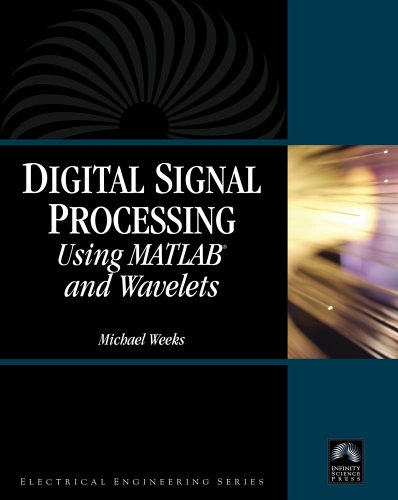 DIGITAL SIGNAL
PROCESSING
Using MATLAB®
and Wavelets
Michael Weeks
ELECTRICAL ENGINEERING SERIES
INFINITY
SCIENCE
PRESS